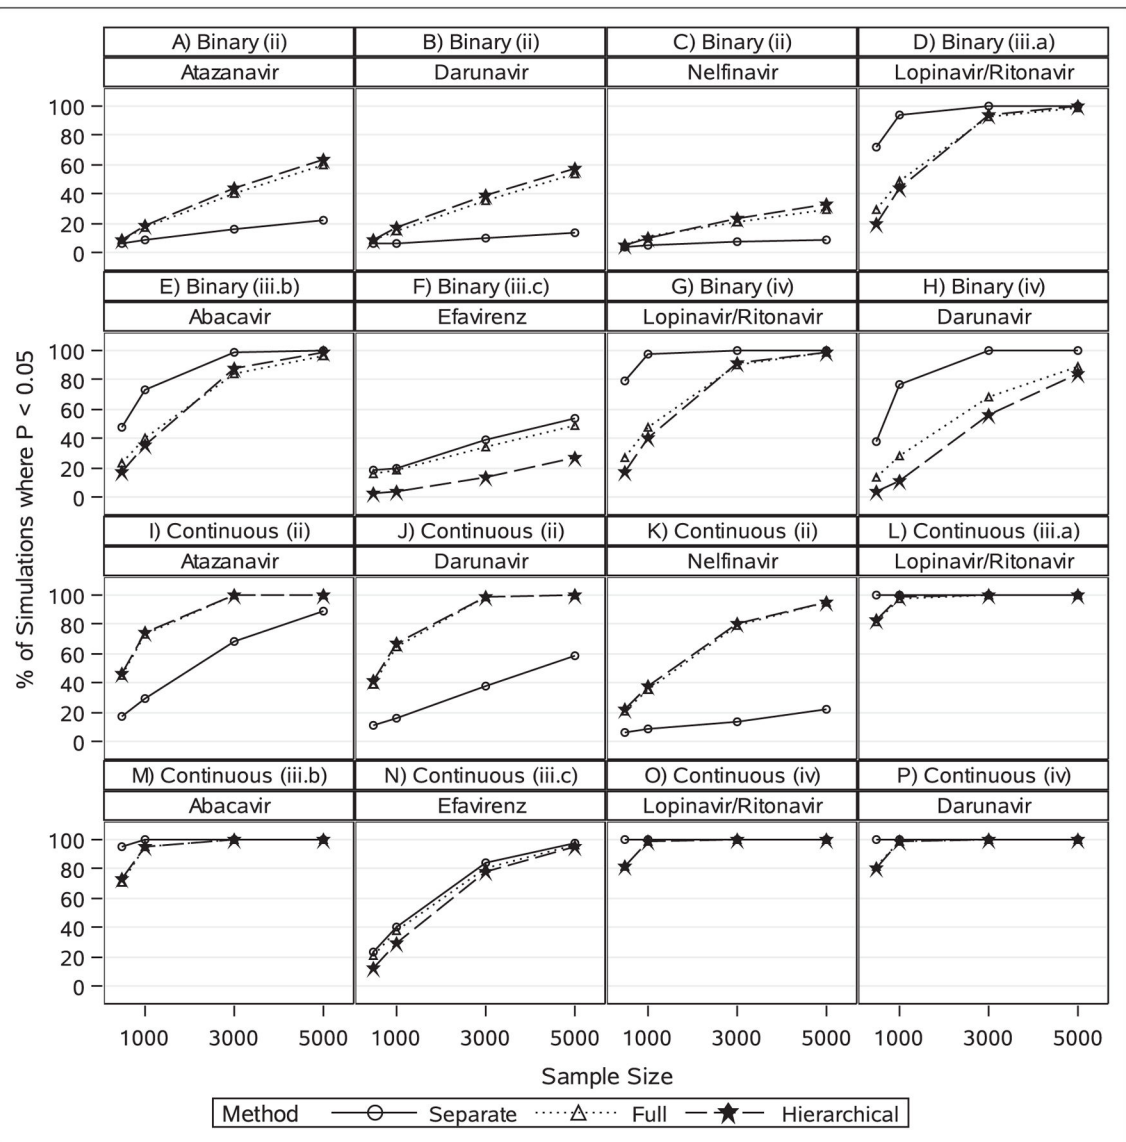 A) Binary (ii) B) Binary (ii) C) Binary (ii) D) Binary (iii.a)
Atazanavir Darunavir Nelfinavir Lopinavir/Ritonavir
100
80
60
40
20
0
E) Binary (iii.b) F) Binary (iii.c) G) Binary (iv) H) Binary (iv)
Abacavir Efavirenz Lopinavir/Ritonavir Darunavir
100
80
60
40
20
0
% of Simulations where P < 0.05
I) Continuous (ii) J) Continuous (ii) K) Continuous (ii) L) Continuous (iii.a)
Atazanavir Darunavir Nelfinavir Lopinavir/Ritonavir
100
80
60
40
20
0
M) Continuous (iii.b) N) Continuous (iii.c) O) Continuous (iv) P) Continuous (iv)
Abacavir Efavirenz Lopinavir/Ritonavir Darunavir
100
80
60
40
20
0
1000 3000 5000 1000 3000 5000 1000 3000 5000 1000 3000 5000
Sample Size
Method Separate Full Hierarchical